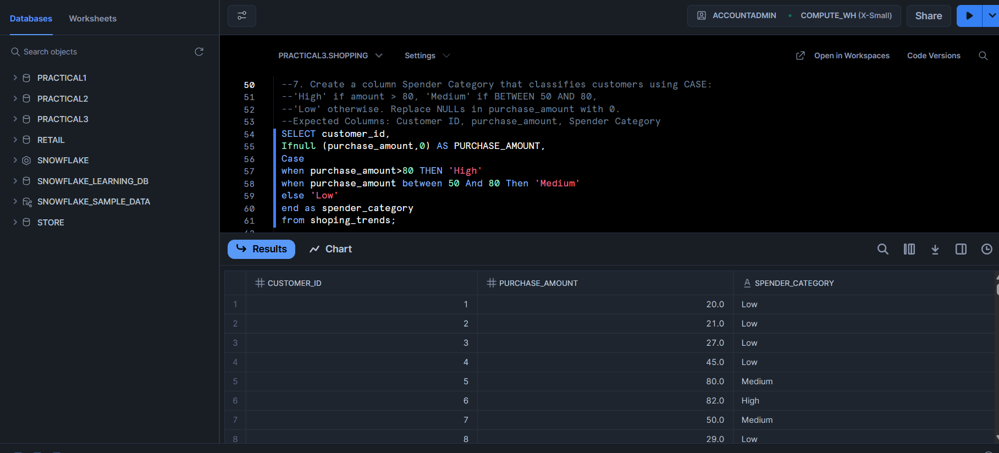 Databases Worksheets
ACCOUNTADMIN COMPUTE_WH (X-Small) Share
Search objects
PRACTICAL1
PRACTICAL2
PRACTICAL3
RETAIL
SNOWFLAKE
SNOWFLAKE_LEARNING_DB
SNOWFLAKE_SAMPLE_DATA
STORE
PRACTICAL3.SHOPPING Settings Open in Workspaces Code Versions
50 --7. Create a column Spender Category that classifies customers using CASE:
51 --'High' if amount > 80, 'Medium' if BETWEEN 50 AND 80,
52 --'Low' otherwise. Replace NULLs in purchase_amount with 0.
53 --Expected Columns: Customer ID, purchase_amount, Spender Category
54 SELECT customer_id,
55 Ifnull (purchase_amount,0) AS PURCHASE_AMOUNT,
56 Case
57 when purchase_amount>80 THEN 'High'
58 when purchase_amount between 50 And 80 Then 'Medium'
59 else 'Low'
60 end as spender_category
61 from shoping_trends;
Results Chart
CUSTOMER_ID PURCHASE_AMOUNT A SPENDER_CATEGORY
1 1 20.0 Low
2 2 21.0 Low
3 3 27.0 Low
4 4 45.0 Low
5 5 80.0 Medium
6 6 82.0 High
7 7 50.0 Medium
8 8 29.0 Low